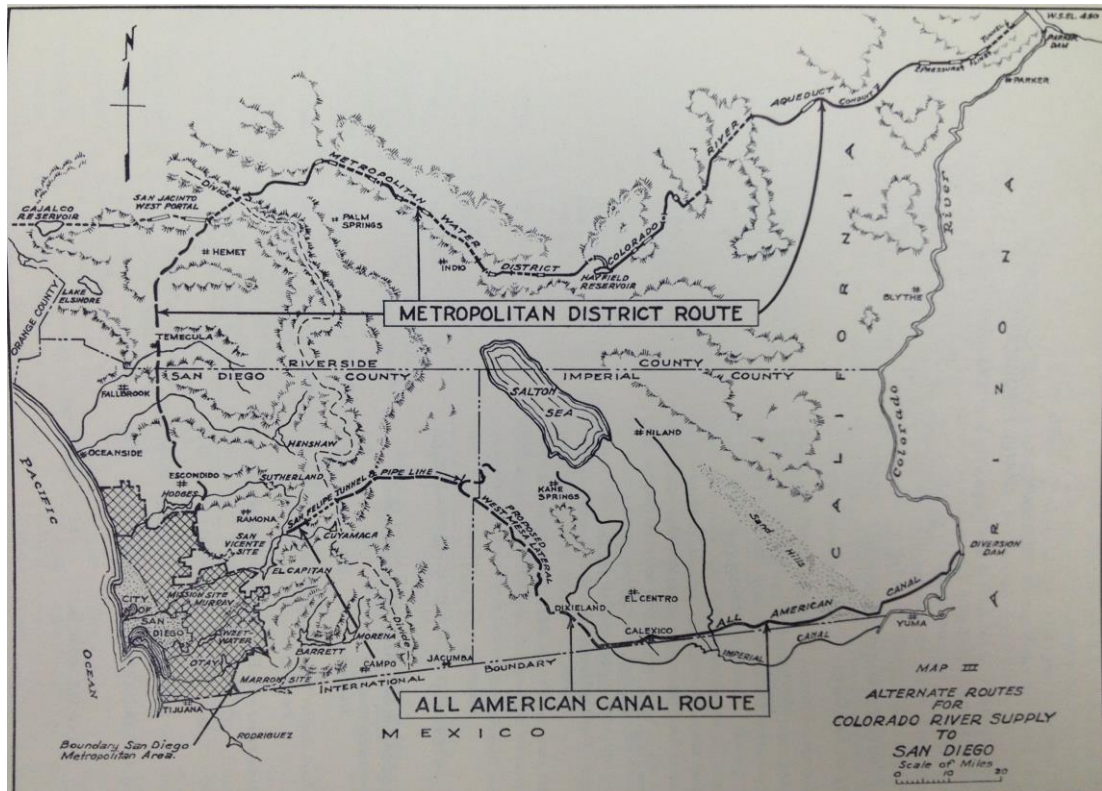 N
W.S.EL. 450
PARKER
DAM
TUNNEL
PARKER
AQUEDUCT
CONDUIT
RIVER
COLORADO
METROPOLITAN
WATER
DISTRICT
Divide
SAN JACINTO
WEST PORTAL
CAJALCO
RESERVOIR
PALM
SPRINGS
HEMET
INDIO
HAYFIELD
RESERVOIR
LAKE
ELSINORE
ORANGE COUNTY
METROPOLITAN DISTRICT ROUTE
BLYTHE
Colorado River
CALIFORNIA
ARIZONA
TEMECULA
RIVERSIDE COUNTY
SAN DIEGO COUNTY
IMPERIAL COUNTY
FALLBROOK
SALTON
SEA
NILAND
OCEANSIDE
HENSHAW
PACIFIC
OCEAN
ESCONDIDO
HODGES
SUTHERLAND
SAN FELIPE TUNNEL & PIPE LINE
KANE
SPRINGS
PROPOSED
WEST MESA LATERAL
Sand Hills
RAMONA
SAN
VICENTE
SITE
CUYAMACA
EL CAPITAN
MISSION SITE
MURRAY
CITY
OF
SAN
DIEGO
SWEET-
WATER
OTAY
DIVERSION
DAM
ALL AMERICAN CANAL
YUMA
DIXIELAND
EL CENTRO
CALEXICO
IMPERIAL CANAL
MORENA
BARRETT
Divide
CAMPO
JACUMBA
MARRON SITE
INTERNATIONAL BOUNDARY
TIJUANA
RODRIGUEZ
ALL AMERICAN CANAL ROUTE
MEXICO
Boundary San Diego
Metropolitan Area.
MAP III
ALTERNATE ROUTES
FOR
COLORADO RIVER SUPPLY
TO
SAN DIEGO
Scale of Miles
0 10 20